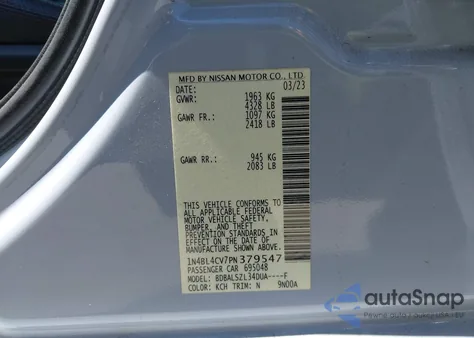 MFD BY NISSAN MOTOR CO., LTD.
DATE: 03/23
GVWR: 1963 KG
4328 LB
GAWR FR.: 1097 KG
2418 LB
GAWR RR.: 945 KG
2083 LB
THIS VEHICLE CONFORMS TO
ALL APPLICABLE FEDERAL
MOTOR VEHICLE SAFETY,
BUMPER, AND THEFT
PREVENTION STANDARDS IN
EFFECT ON THE DATE OF
MANUFACTURE SHOWN ABOVE.
1N4BL4CV7PN379547
PASSENGER CAR 695048
MODEL: BDBALSZL34DUA----F
COLOR: KCH TRIM: N 9N00A
autoSnap